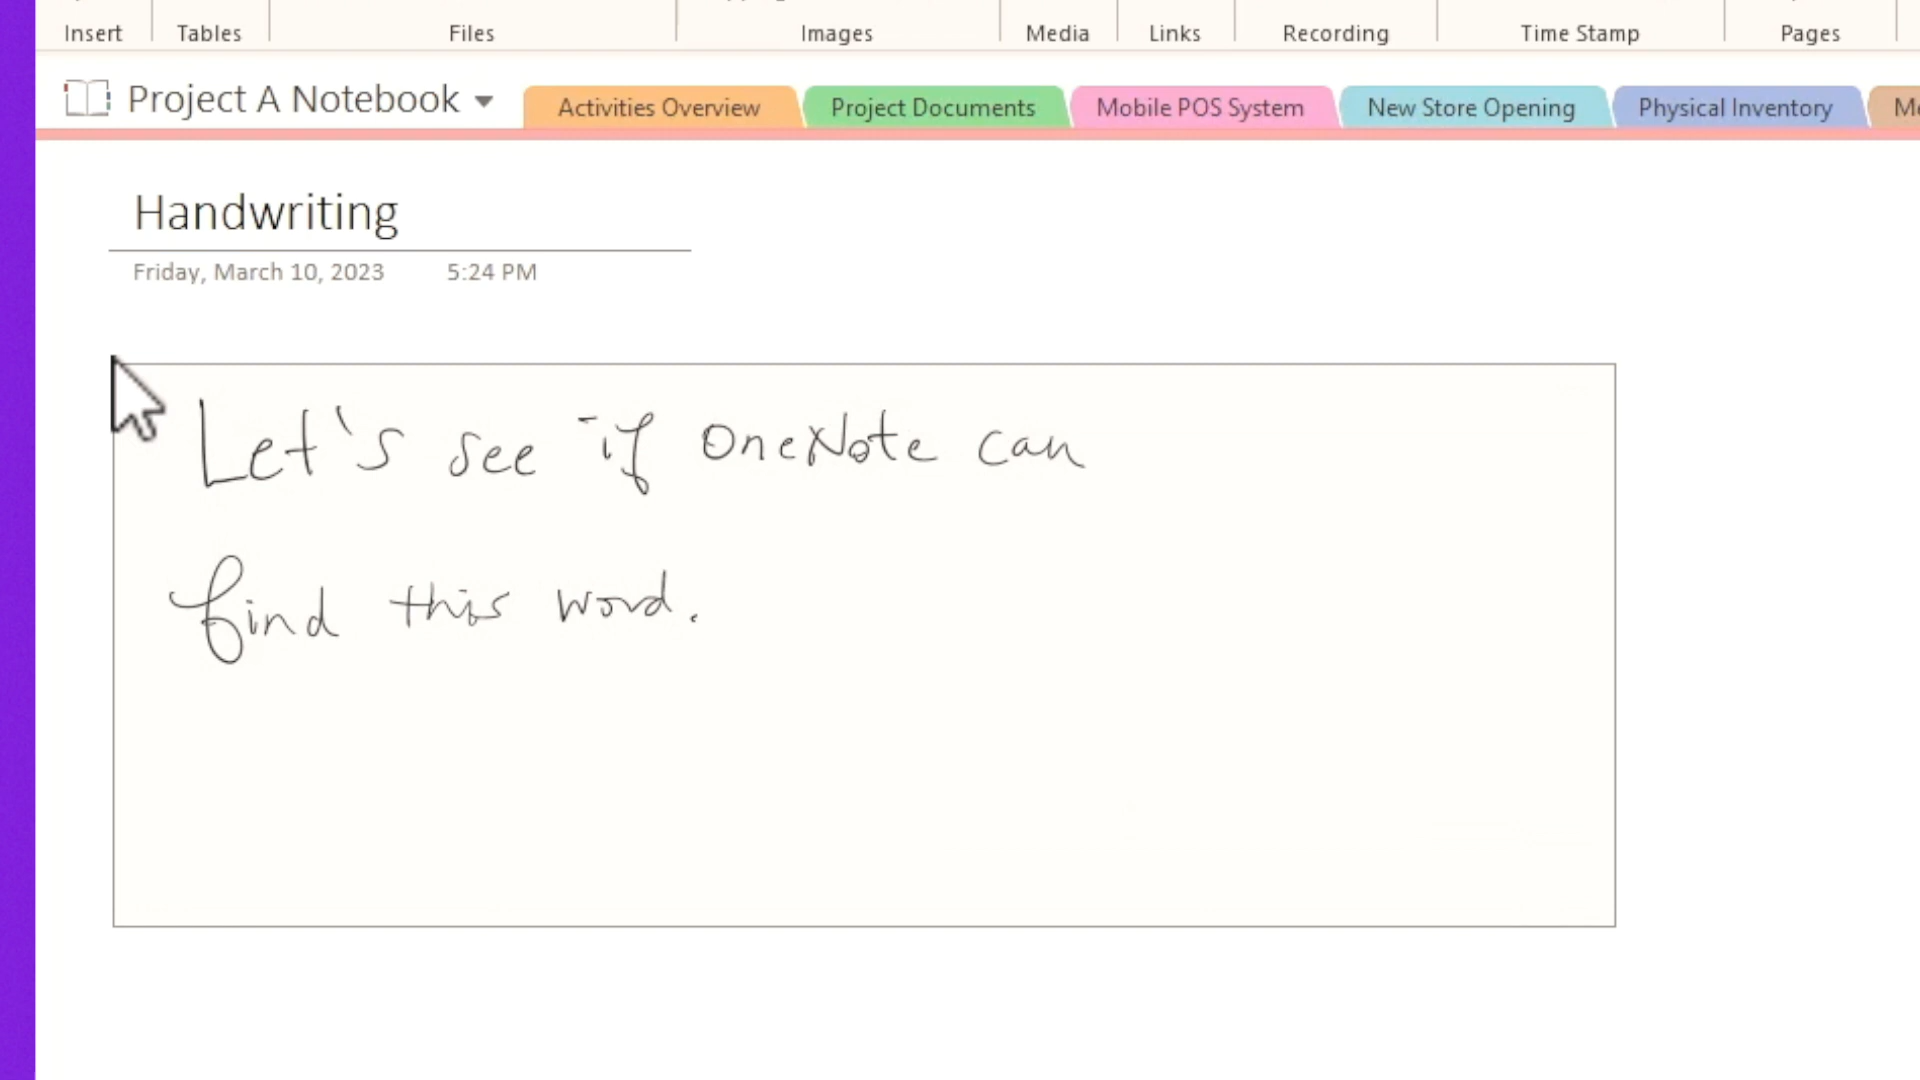 Insert Tables Files Images Media Links Recording Time Stamp Pages
Project A Notebook Activities Overview Project Documents Mobile POS System New Store Opening Physical Inventory
Handwriting
Friday, March 10, 2023 5:24 PM
Let's see if OneNote can
find this word.